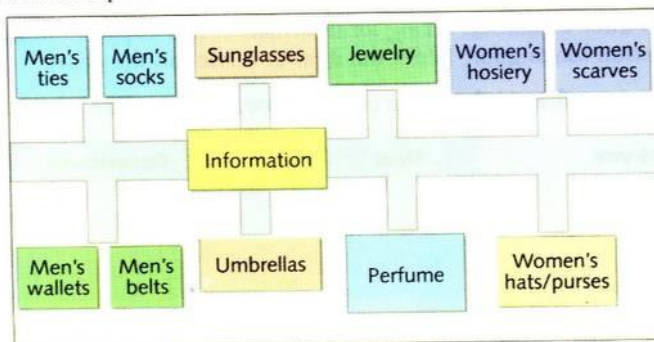 Men's
ties
Men's
socks
Sunglasses
Jewelry
Women's
hosiery
Women's
scarves
Information
Men's
wallets
Men's
belts
Umbrellas
Perfume
Women's
hats/purses